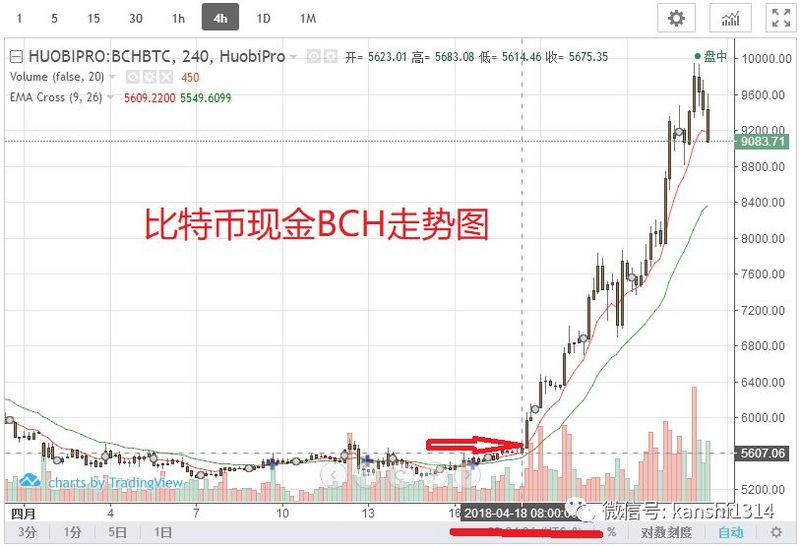 1 5 15 30 1h 4h 1D 1M
HUOBIPRO:BCHBTC, 240, HuobiPro 开= 5623.01 高= 5683.08 低= 5614.46 收= 5675.35 盘中
Volume (false, 20) 450
EMA Cross (9, 26) 5609.2200 5549.6099
10000.00
9600.00
9200.00
9083.71
8800.00
8400.00
比特币现金BCH走势图
8000.00
7600.00
7200.00
6800.00
6400.00
6000.00
5607.06
charts by TradingView
5200.00
四月 4 7 10 13 16 2018-04-18 08:00:00
微信号: kanshi1314
3分 1分 5日 1日 % 对数刻度 自动